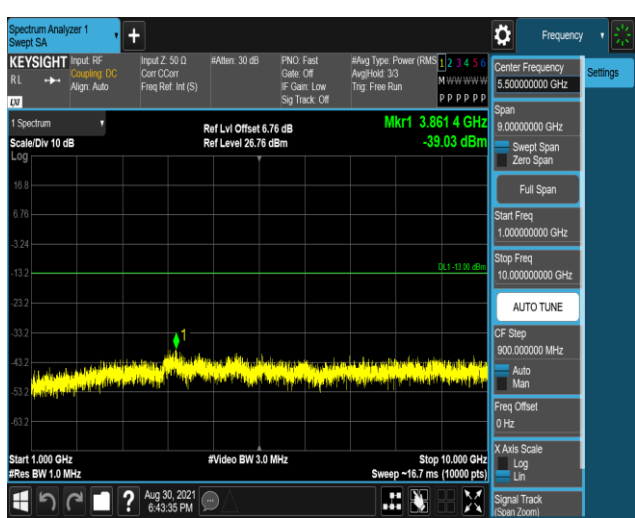 Spectrum Analyzer 1
Swept SA
Frequency
KEYSIGHT
RL
Input: RF
Coupling: DC
Align: Auto
Input Z: 50 Ω
Corr CCorr
Freq Ref: Int (S)
#Atten: 30 dB
PNO: Fast
Gate: Off
IF Gain: Low
Sig Track: Off
#Avg Type: Power (RMS
Avg|Hold: 3/3
Trig: Free Run
1 2 3 4 5 6
M W W W W W
P P P P P P
LXI
1 Spectrum
Scale/Div 10 dB
Log
Ref Lvl Offset 6.76 dB
Ref Level 26.76 dBm
Mkr1 3.861 4 GHz
-39.03 dBm
16.8
6.76
-3.24
-13.2
DL1 -13.00 dBm
-23.2
-33.2
1
-43.2
-53.2
-63.2
Start 1.000 GHz
#Res BW 1.0 MHz
#Video BW 3.0 MHz
Stop 10.000 GHz
Sweep ~16.7 ms (10000 pts)
Aug 30, 2021
6:43:35 PM
?
Center Frequency
5.500000000 GHz
Span
9.00000000 GHz
Swept Span
Zero Span
Full Span
Start Freq
1.000000000 GHz
Stop Freq
10.000000000 GHz
AUTO TUNE
CF Step
900.000000 MHz
Auto
Man
Freq Offset
0 Hz
X Axis Scale
Log
Lin
Signal Track
(Span Zoom)
Settings